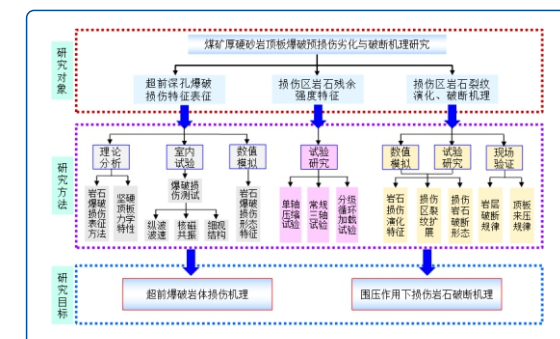 煤矿厚硬砂岩顶板爆破预损伤劣化与破断机理研究
研究对象
超前深孔爆破
损伤特征表征
损伤区岩石残余
强度特征
损伤区岩石裂纹
演化、破断机理
研究方法
理论
分析
室内
试验
数值
模拟
试验
研究
数值
模拟
试验
研究
现场
验证
爆破损
伤测试
岩石爆破损伤表征方法
坚硬顶板力学特性
纵波
波速
核磁
共振
细观
结构
岩石爆破损伤形态特征
单轴压缩试验
常规三轴试验
分级循环加载试验
岩石损伤演化特征
损伤区裂纹扩展
损伤岩石破断形态
岩层破断规律
顶板来压规律
研究目标
超前爆破岩体损伤机理
围压作用下损伤岩石破断机理